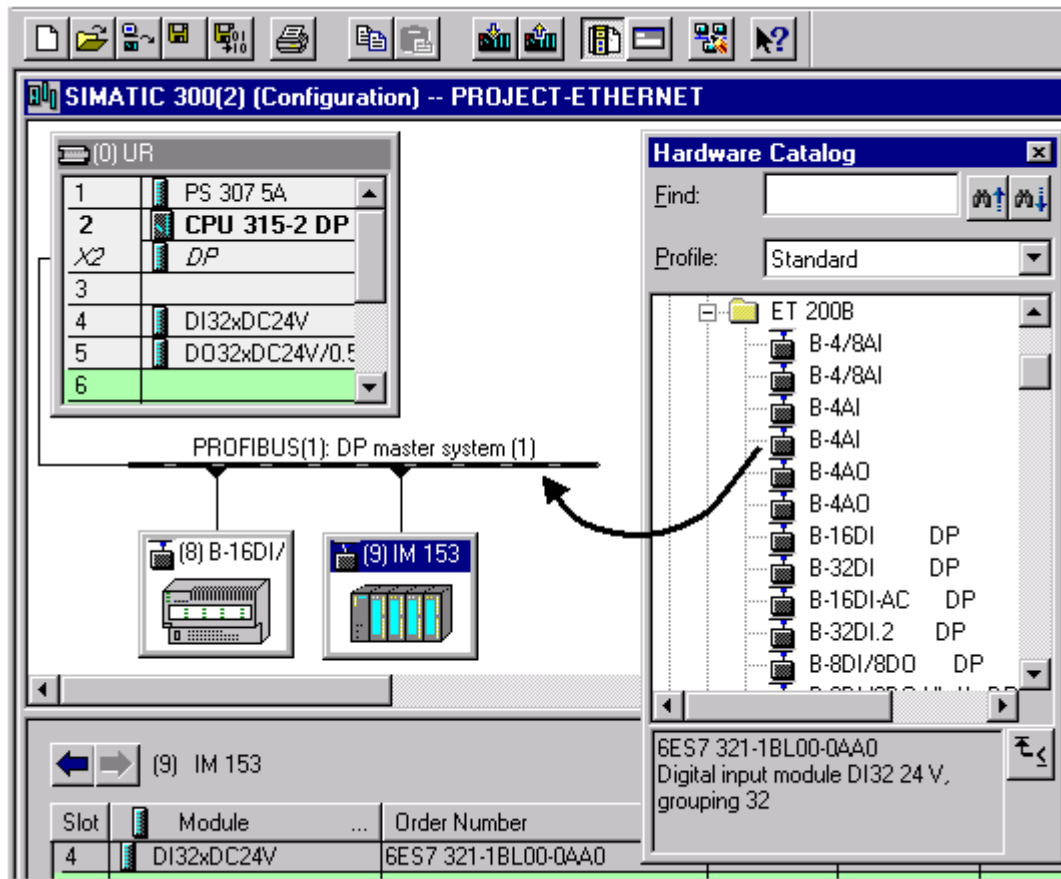 SIMATIC 300(2) (Configuration) -- PROJECT-ETHERNET
(0) UR
1 PS 307 5A
2 CPU 315-2 DP
X2 DP
3
4 DI32xDC24V
5 DO32xDC24V/0.5
6
PROFIBUS(1): DP master system (1)
(8) B-16DI/
(9) IM 153
Hardware Catalog
Find:
Profile: Standard
ET 200B
B-4/8AI
B-4/8AI
B-4AI
B-4AI
B-4AO
B-4AO
B-16DI DP
B-32DI DP
B-16DI-AC DP
B-32DI.2 DP
B-8DI/8DO DP
6ES7 321-1BL00-0AA0
Digital input module DI32 24 V,
grouping 32
(9) IM 153
Slot Module ... Order Number
4 DI32xDC24V 6ES7 321-1BL00-0AA0